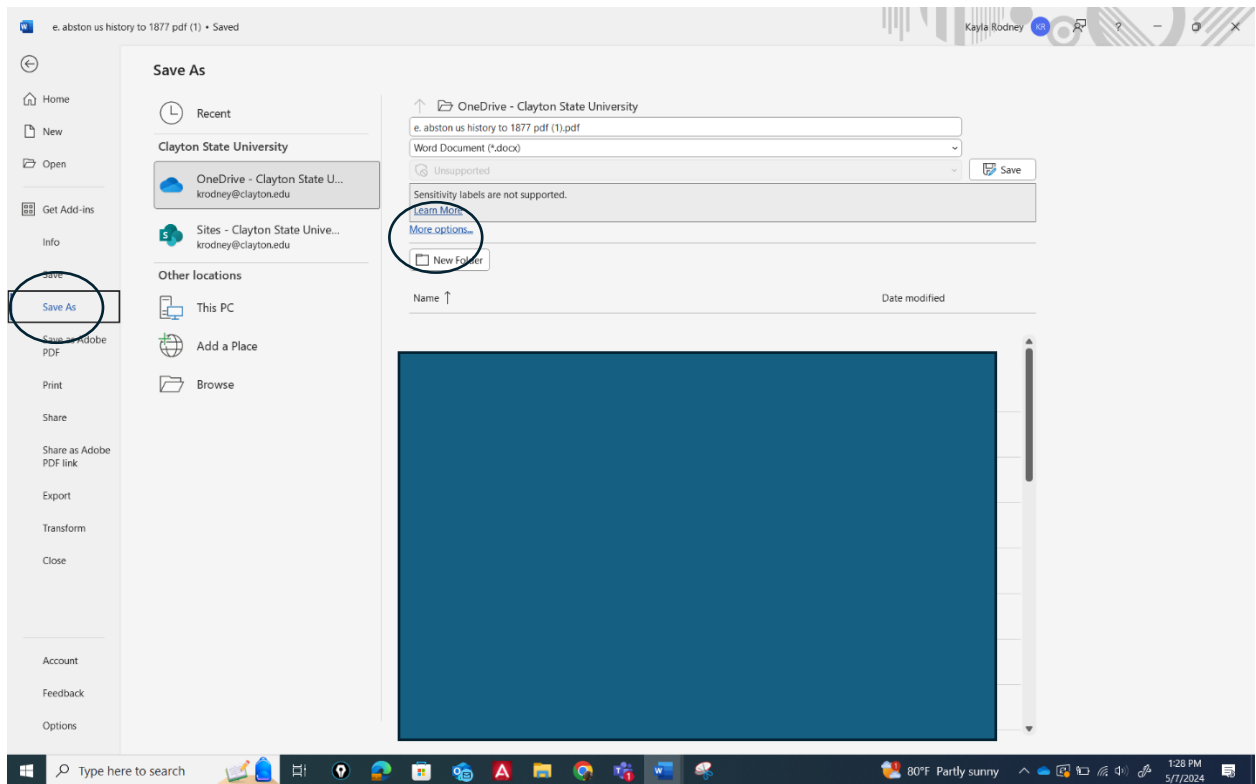 e. abston us history to 1877 pdf (1) • Saved
Kayla Rodney
KR
?
Save As
Home
New
Open
Get Add-ins
Info
Save
Save As
Save as Adobe
PDF
Print
Share
Share as Adobe
PDF link
Export
Transform
Close
Account
Feedback
Options
Recent
Clayton State University
OneDrive - Clayton State U...
krodney@clayton.edu
Sites - Clayton State Unive...
krodney@clayton.edu
Other locations
This PC
Add a Place
Browse
OneDrive - Clayton State University
e. abston us history to 1877 pdf (1).pdf
Word Document (*.docx)
Unsupported
Save
Sensitivity labels are not supported.
Learn More
More options...
New Folder
Name ↑
Date modified
Type here to search
80°F Partly sunny
1:28 PM
5/7/2024